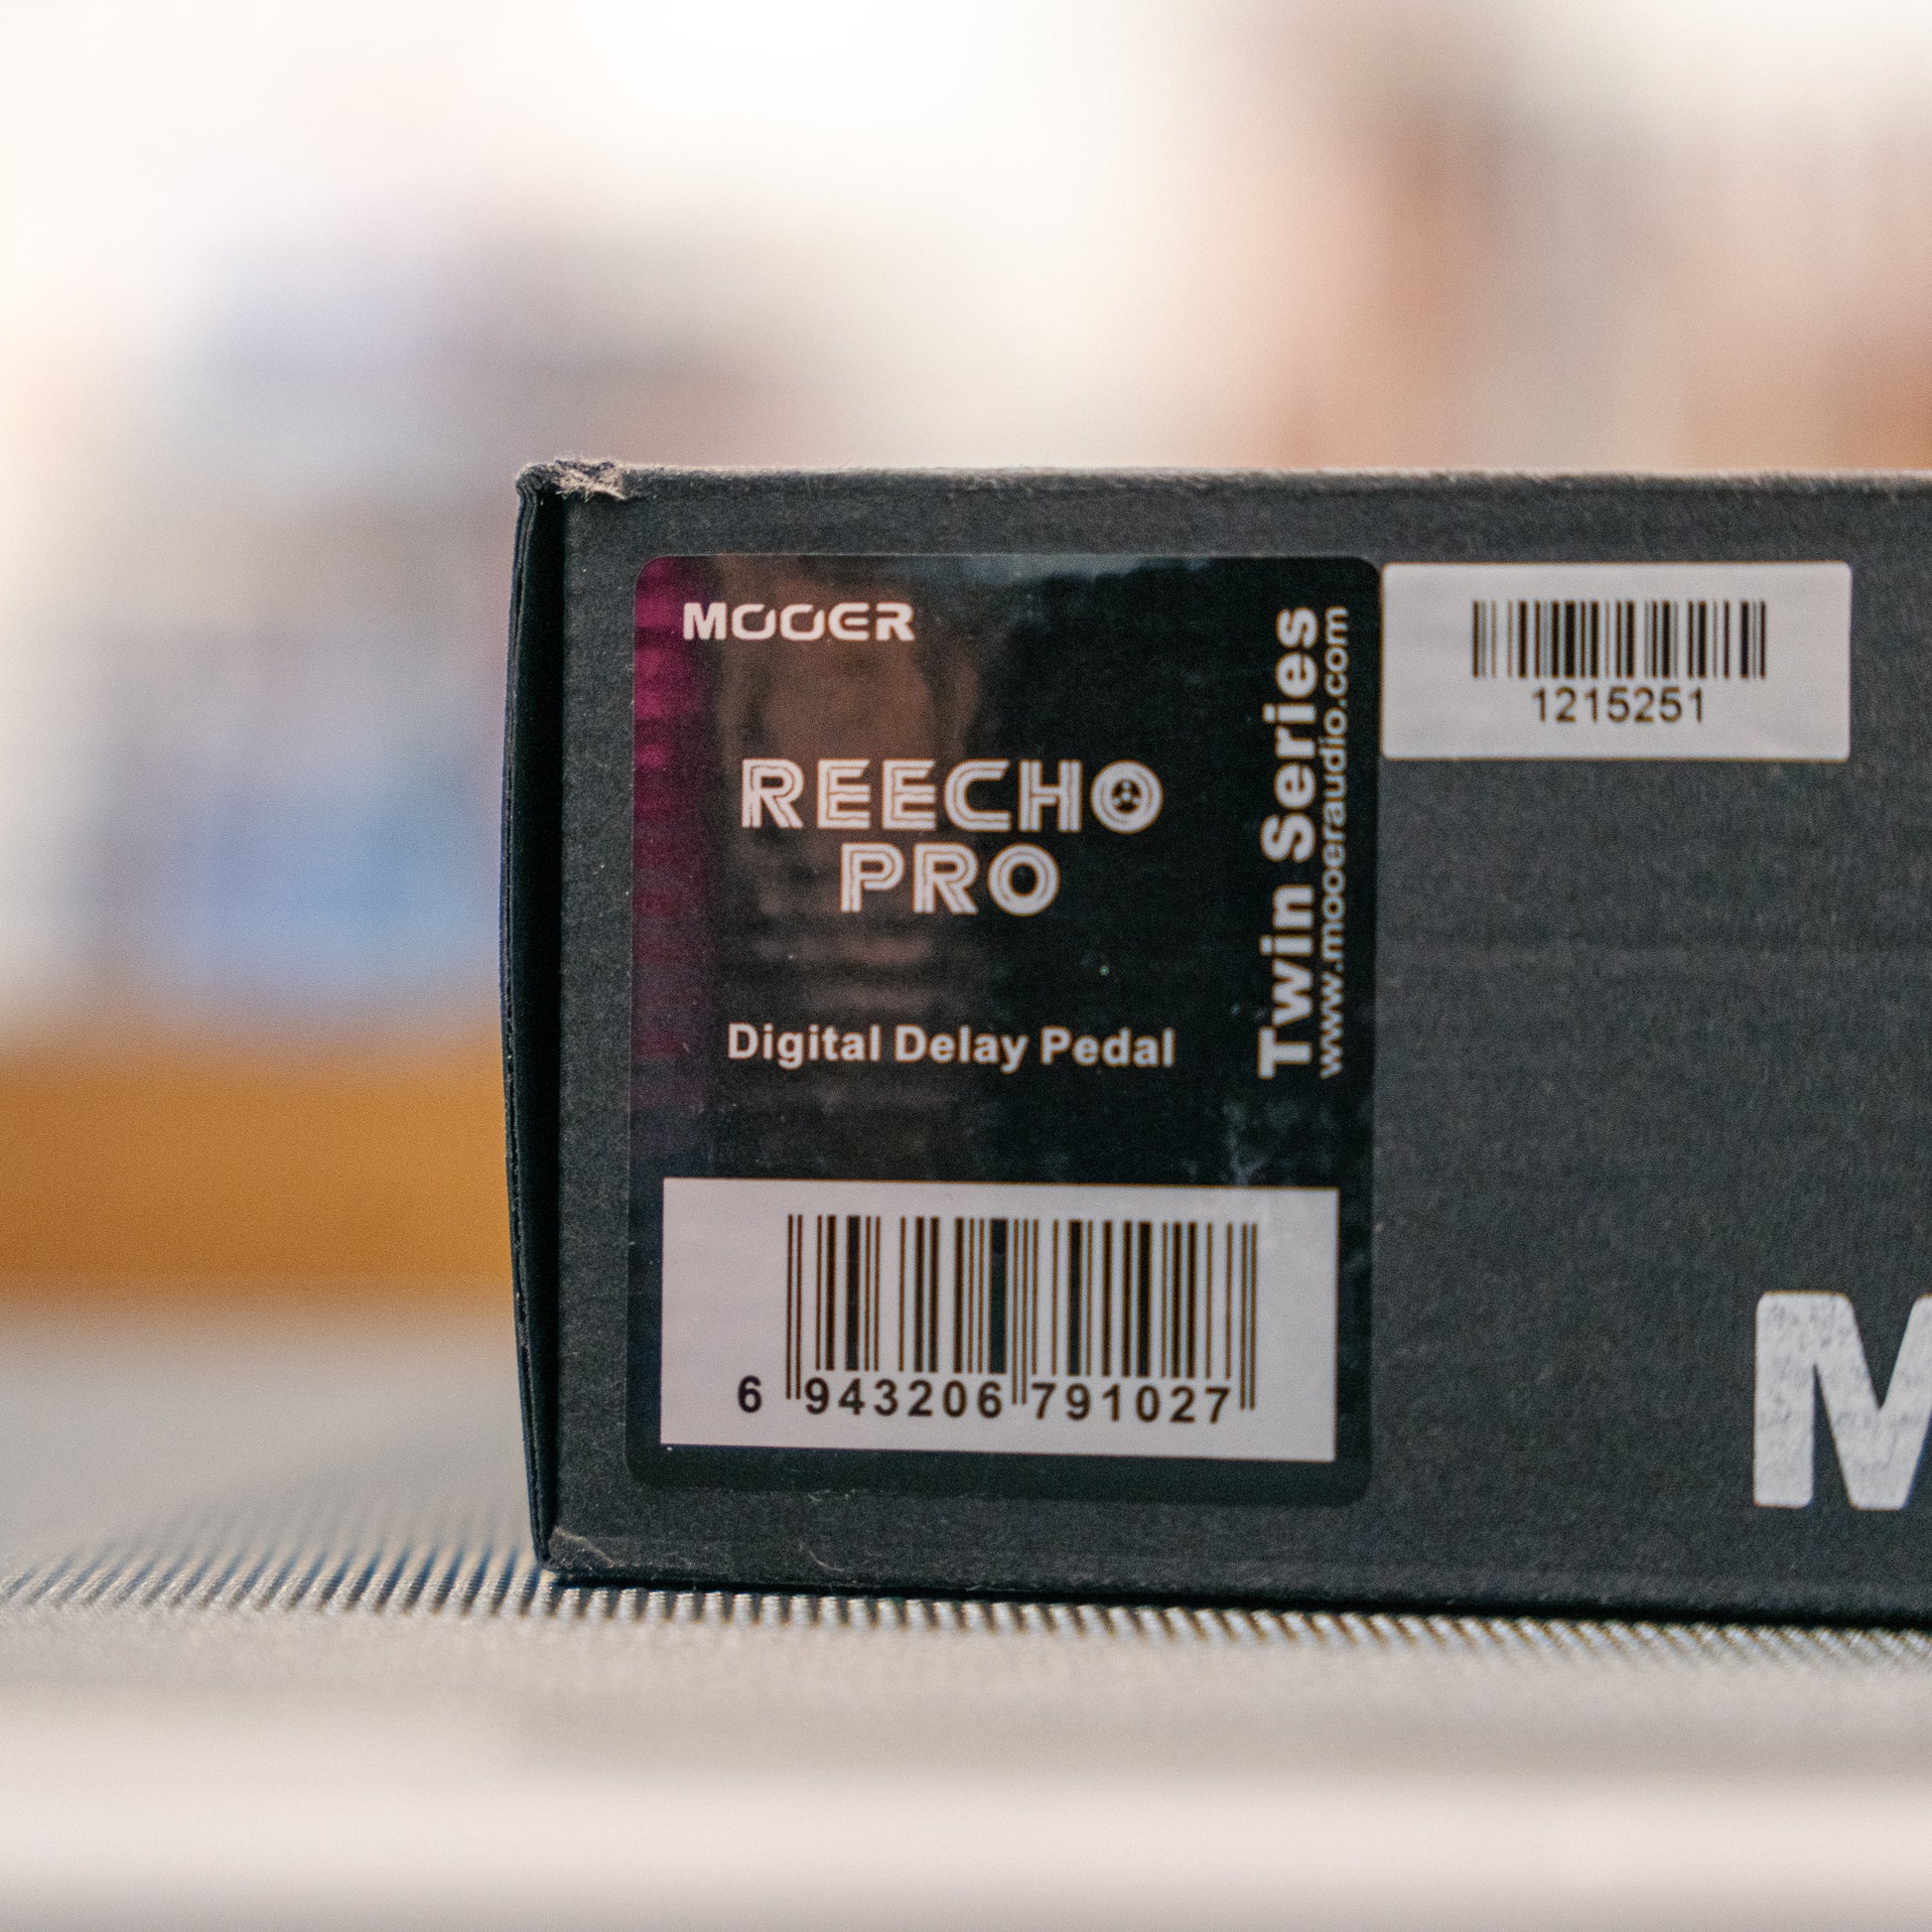 MOOER
REECHO
PRO
Digital Delay Pedal
Twin Series
www.mooeraudio.com
6 943206 791027
1215251
M